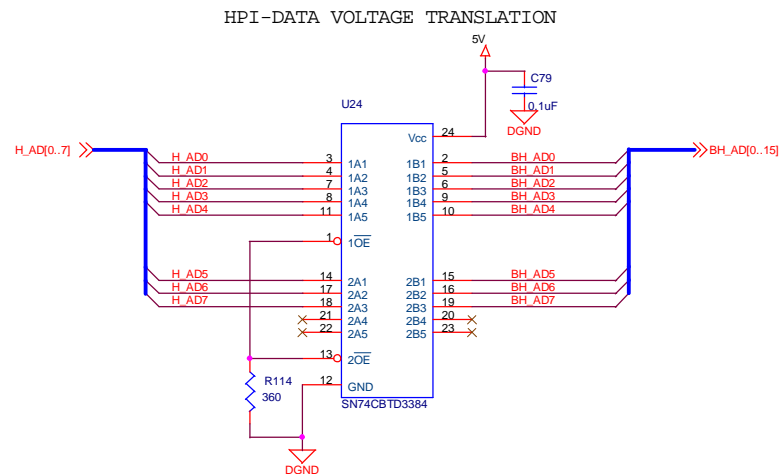 HPI-DATA VOLTAGE TRANSLATION
5V
C79
0.1uF
DGND
U24
Vcc 24
H_AD[0..7]
BH_AD[0..15]
H_AD0 3 1A1 1B1 2 BH_AD0
H_AD1 4 1A2 1B2 5 BH_AD1
H_AD2 7 1A3 1B3 6 BH_AD2
H_AD3 8 1A4 1B4 9 BH_AD3
H_AD4 11 1A5 1B5 10 BH_AD4
1 1OE
H_AD5 14 2A1 2B1 15 BH_AD5
H_AD6 17 2A2 2B2 16 BH_AD6
H_AD7 18 2A3 2B3 19 BH_AD7
21 2A4 2B4 20
22 2A5 2B5 23
13 2OE
R114
360
12 GND
SN74CBTD3384
DGND